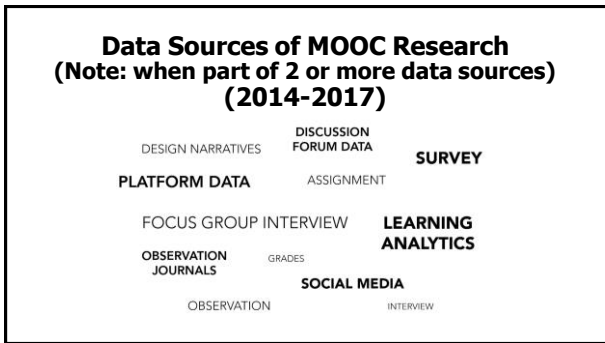 Data Sources of MOOC Research
(Note: when part of 2 or more data sources)
(2014-2017)
DISCUSSION
FORUM DATA
DESIGN NARRATIVES
SURVEY
PLATFORM DATA
ASSIGNMENT
FOCUS GROUP INTERVIEW
LEARNING
ANALYTICS
OBSERVATION
JOURNALS
GRADES
SOCIAL MEDIA
OBSERVATION
INTERVIEW